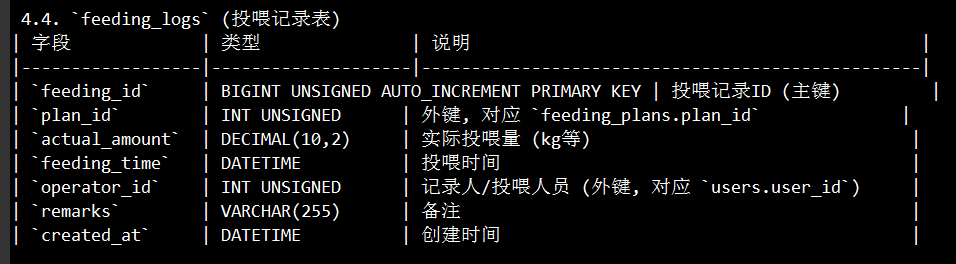 4.4. `feeding_logs` (投喂记录表)
| 字段 | 类型 | 说明 |
|------------------|--------------------|--------------------------------------------------|
| `feeding_id` | BIGINT UNSIGNED AUTO_INCREMENT PRIMARY KEY | 投喂记录ID (主键) |
| `plan_id` | INT UNSIGNED | 外键, 对应 `feeding_plans.plan_id` |
| `actual_amount` | DECIMAL(10,2) | 实际投喂量 (kg等) |
| `feeding_time` | DATETIME | 投喂时间 |
| `operator_id` | INT UNSIGNED | 记录人/投喂人员 (外键, 对应 `users.user_id`) |
| `remarks` | VARCHAR(255) | 备注 |
| `created_at` | DATETIME | 创建时间 |